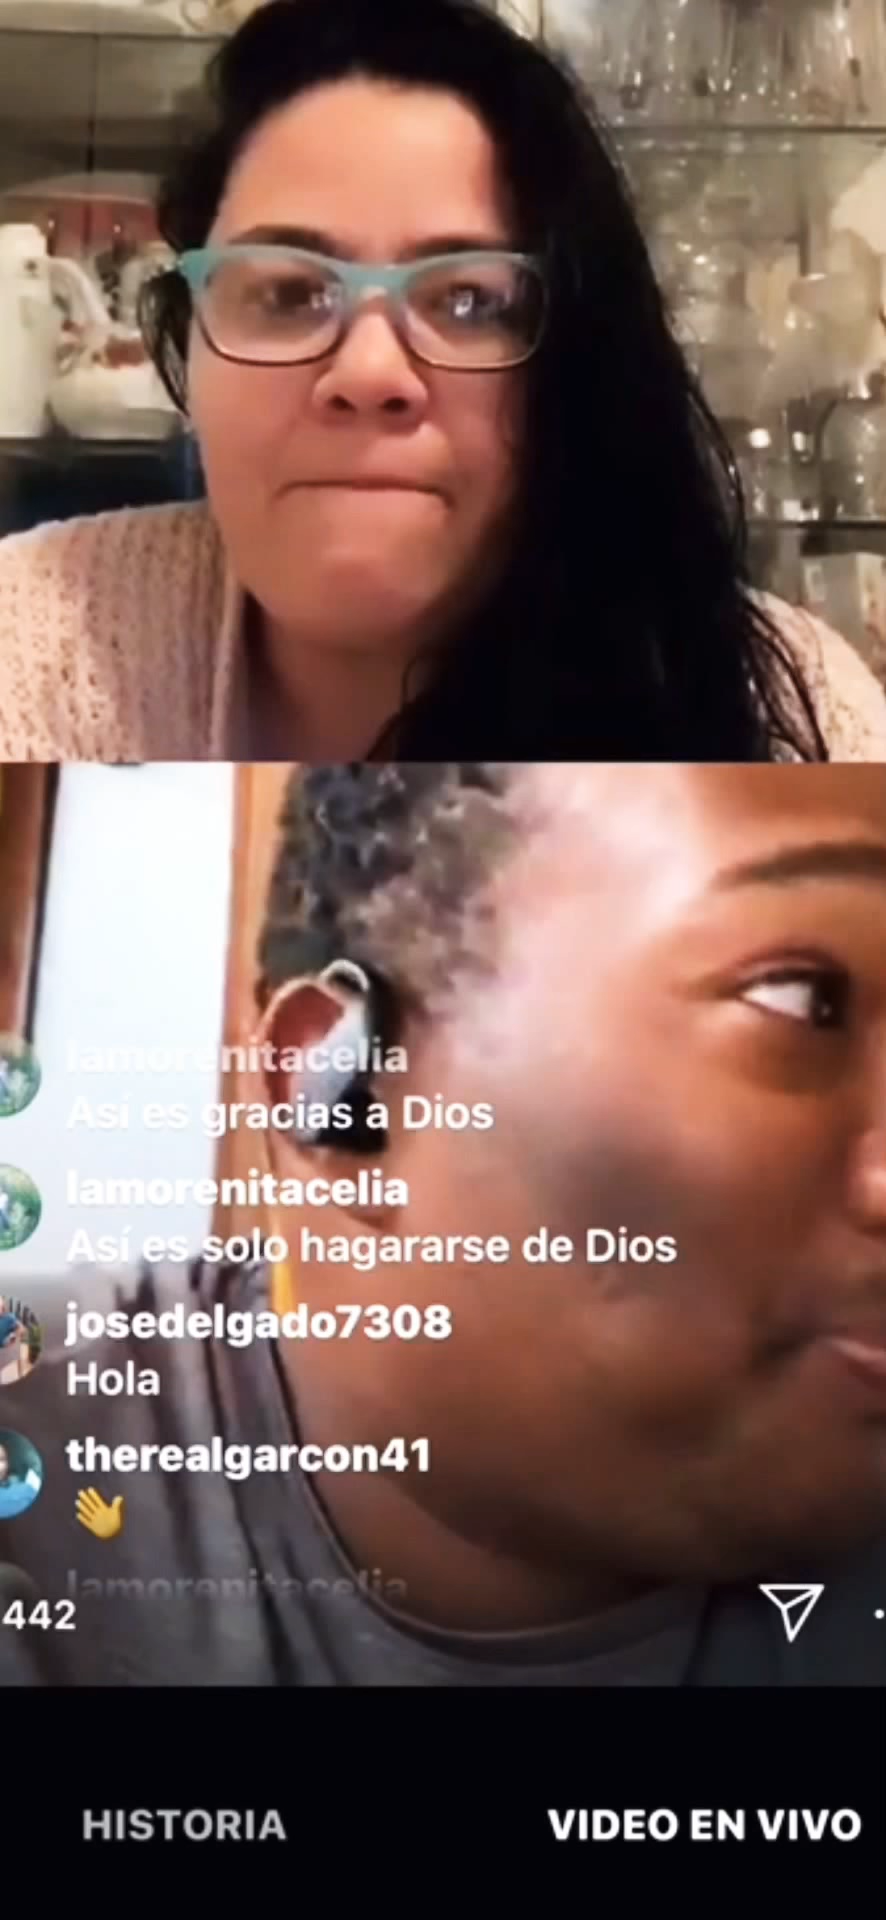 lamorenitacelia
Así es gracias a Dios
lamorenitacelia
Así es solo hagararse de Dios
josedelgado7308
Hola
therealgarcon41
👋
lamorenitacelia
442
HISTORIA
VIDEO EN VIVO